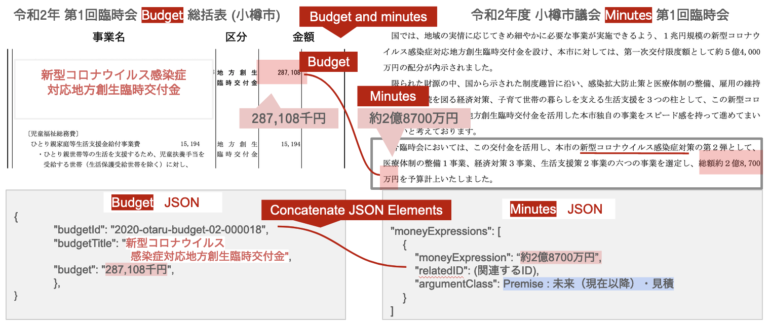 令和2年 第1回臨時会 Budget 総括表 (小樽市)
Budget and minutes
事業名 区分 金額
Budget
新型コロナウイルス感染症
対応地方創生臨時交付金
地方創生 287,108
臨時交付金
287,108千円
[児童福祉総務費]
ひとり親家庭等生活支援金給付事業費 15,194 地方創生 15,194
・ひとり親世帯等の生活を支援するため、児童扶養手当を 臨時交付金
受給する世帯（生活保護受給世帯を除く）に対し、
令和2年度 小樽市議会 Minutes 第1回臨時会
国では、地域の実情に応じてきめ細やかに必要な事業が実施できるよう、1兆円規模の新型コロナウ
イルス感染症対応地方創生臨時交付金を設け、本市に対しては、第一次交付限度額として約5億4,000
万円の配分が内示されました。
限られた財源の中、国から示された制度趣旨に沿い、感染拡大防止策と医療体制の整備、雇用の維持
Minutes
を図る経済対策、子育て世帯の暮らしを支える生活支援を3つの柱として、この新型コロ
約2億8700万円
地方創生臨時交付金を活用した本市独自の事業をスピード感を持って進めてまい
いと考えております。
臨時会においては、この交付金を活用し、本市の新型コロナウイルス感染症対策の第2弾として、
医療体制の整備1事業、経済対策3事業、生活支援策2事業の六つの事業を選定し、総額約2億8,700
万円を予算計上いたしました。
Budget JSON
{
"budgetId": "2020-otaru-budget-02-000018",
"budgetTitle": "新型コロナウイルス
感染症対応地方創生臨時交付金",
"budget": "287,108千円",
},
}
Concatenate JSON Elements
Minutes JSON
"moneyExpressions": [
{
"moneyExpression": "約2億8700万円",
"relatedID": (関連するID),
"argumentClass": Premise : 未来（現在以降）・見積
}
]